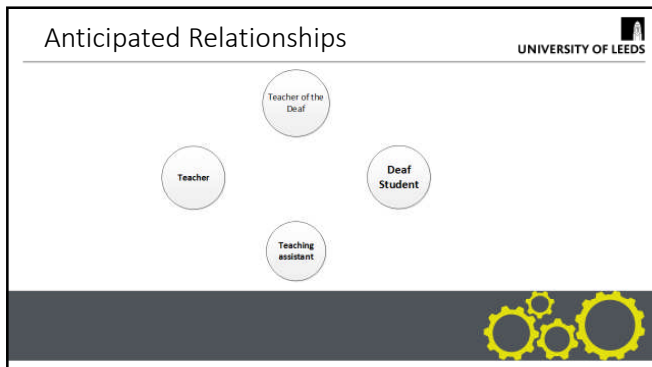 Anticipated Relationships
UNIVERSITY OF LEEDS
Teacher of the
Deaf
Teacher
Deaf
Student
Teaching
assistant